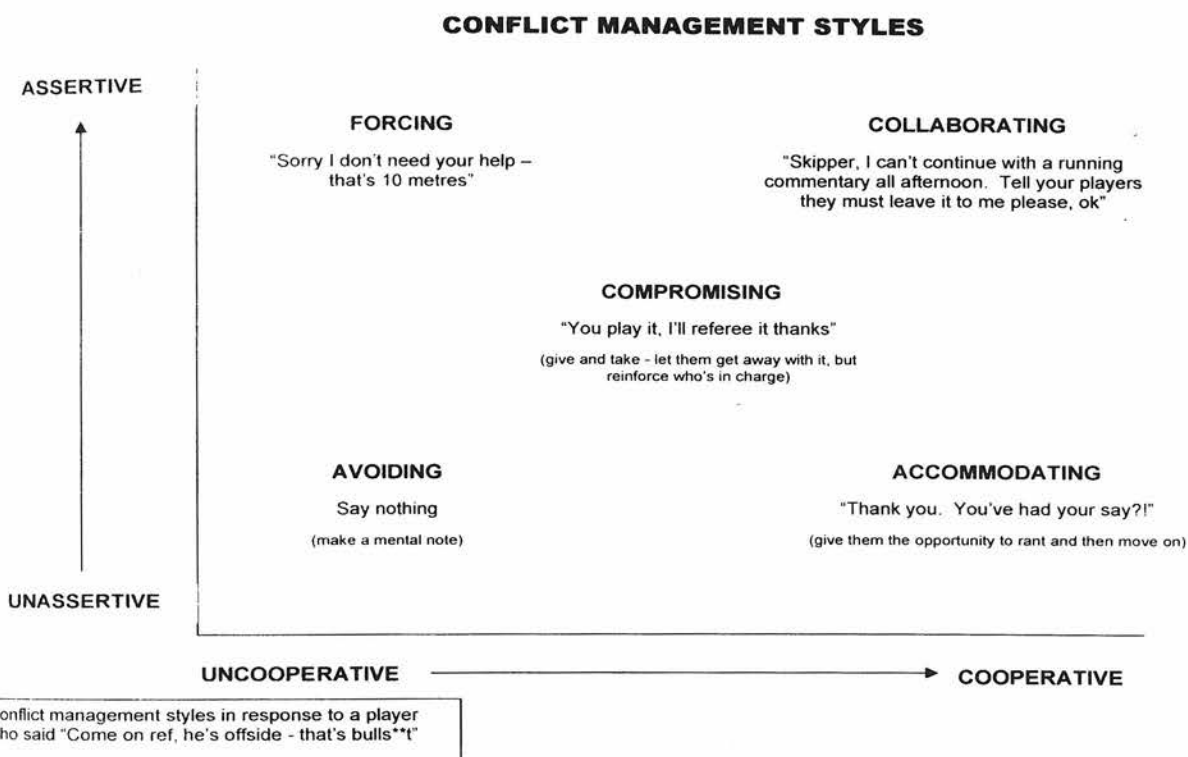 CONFLICT MANAGEMENT STYLES
ASSERTIVE
FORCING
"Sorry I don't need your help –
that's 10 metres"
COLLABORATING
"Skipper, I can't continue with a running
commentary all afternoon. Tell your players
they must leave it to me please, ok"
COMPROMISING
"You play it, I'll referee it thanks"
(give and take - let them get away with it, but
reinforce who's in charge)
AVOIDING
Say nothing
(make a mental note)
ACCOMMODATING
"Thank you. You've had your say?!"
(give them the opportunity to rant and then move on)
UNASSERTIVE
UNCOOPERATIVE
COOPERATIVE
onflict management styles in response to a player
ho said "Come on ref, he's offside - that's bulls**t"